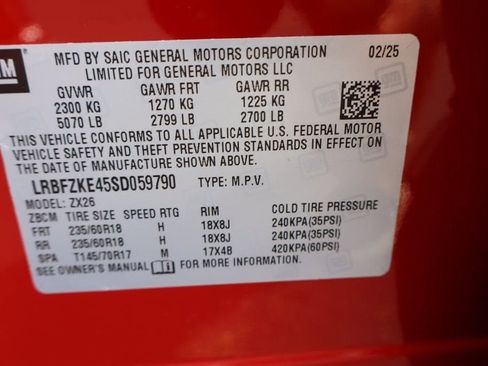 GM
MFD BY SAIC GENERAL MOTORS CORPORATION 02/25
LIMITED FOR GENERAL MOTORS LLC
GVWR GAWR FRT GAWR RR
2300 KG 1270 KG 1225 KG
5070 LB 2799 LB 2700 LB
THIS VEHICLE CONFORMS TO ALL APPLICABLE U.S. FEDERAL MOTOR
VEHICLE SAFETY AND THEFT PREVENTION STANDARDS IN EFFECT ON
THE DATE OF MANUFACTURE SHOWN ABOVE.
LRBFZKE45SD059790 TYPE: M.P.V.
MODEL: ZX26
ZBCM TIRE SIZE SPEED RTG RIM COLD TIRE PRESSURE
FRT 235/60R18 H 18X8J 240KPA(35PSI)
RR 235/60R18 H 18X8J 240KPA(35PSI)
SPA T145/70R17 M 17X4B 420KPA(60PSI)
SEE OWNER'S MANUAL FOR MORE INFORMATION